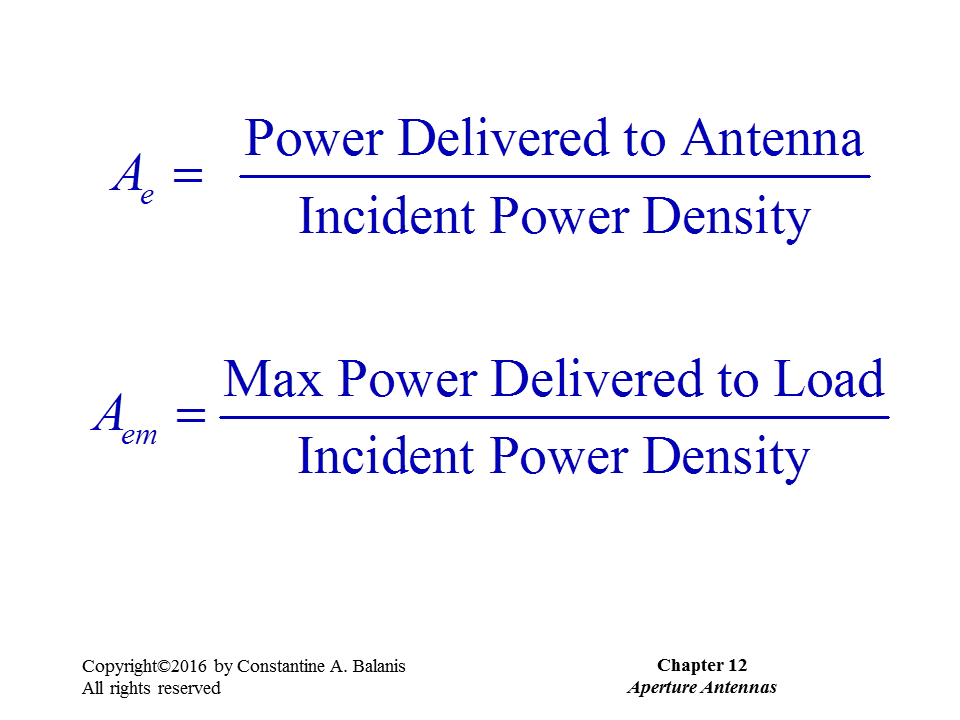 Power Delivered to Antenna
Aₑ =
Incident Power Density
Max Power Delivered to Load
Aₑₘ =
Incident Power Density
Copyright©2016 by Constantine A. Balanis
All rights reserved
Chapter 12
Aperture Antennas